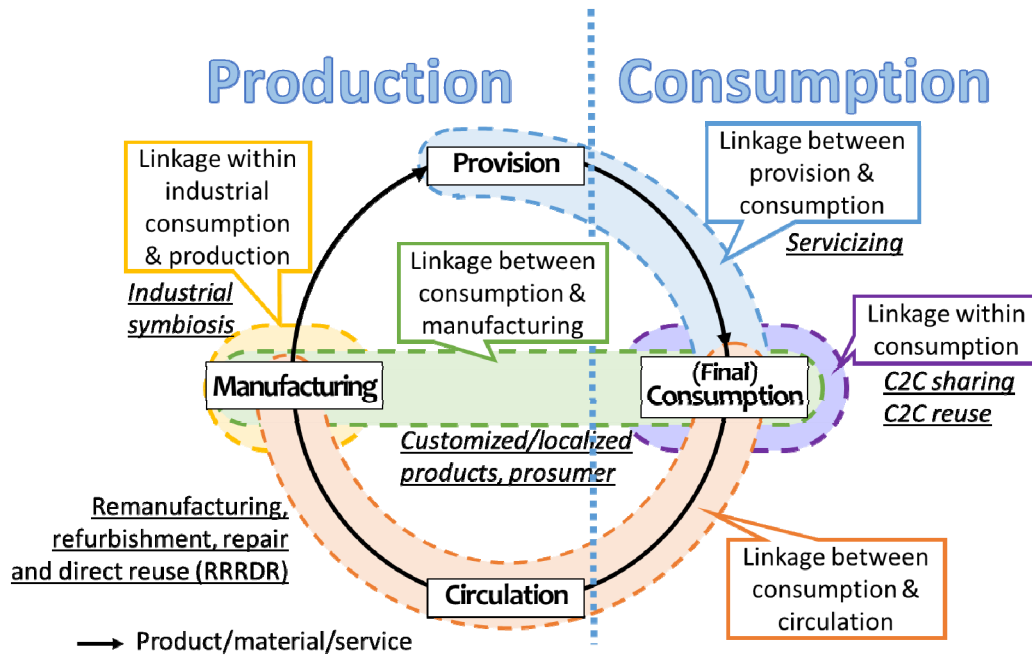 Production
Consumption
Linkage within
industrial
consumption
& production
Industrial
symbiosis
Provision
Linkage between
provision &
consumption
Servicizing
Linkage between
consumption &
manufacturing
Linkage within
consumption
C2C sharing
C2C reuse
Manufacturing
(Final)
Consumption
Customized/localized
products, prosumer
Remanufacturing,
refurbishment, repair
and direct reuse (RRRDR)
Circulation
Linkage between
consumption &
circulation
Product/material/service